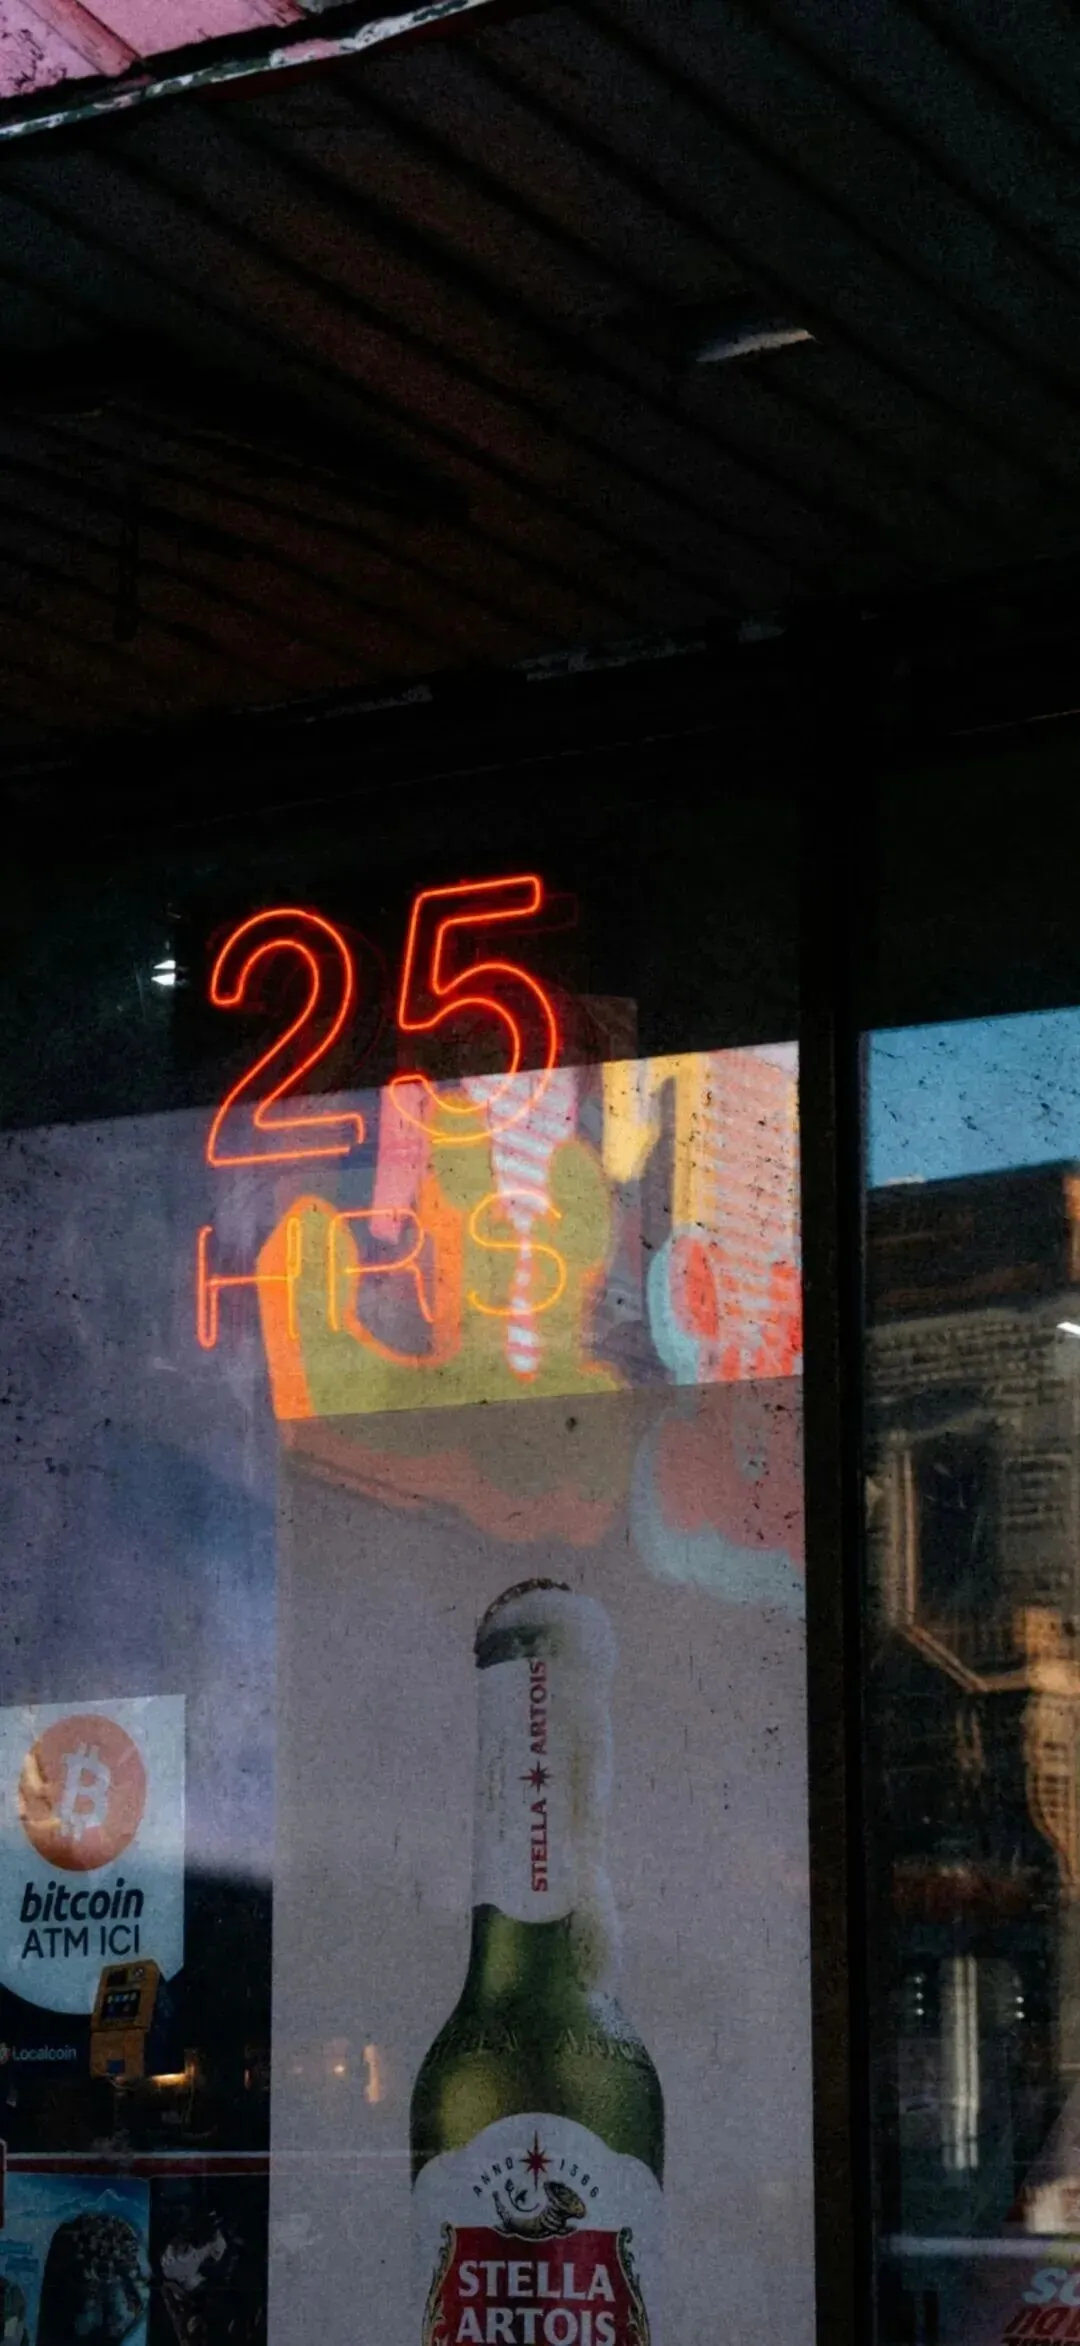 25
HRS
STELLA ARTOIS
bitcoin
ATM ICI
Localcoin
ANNO 1366
STELLA
ARTOIS